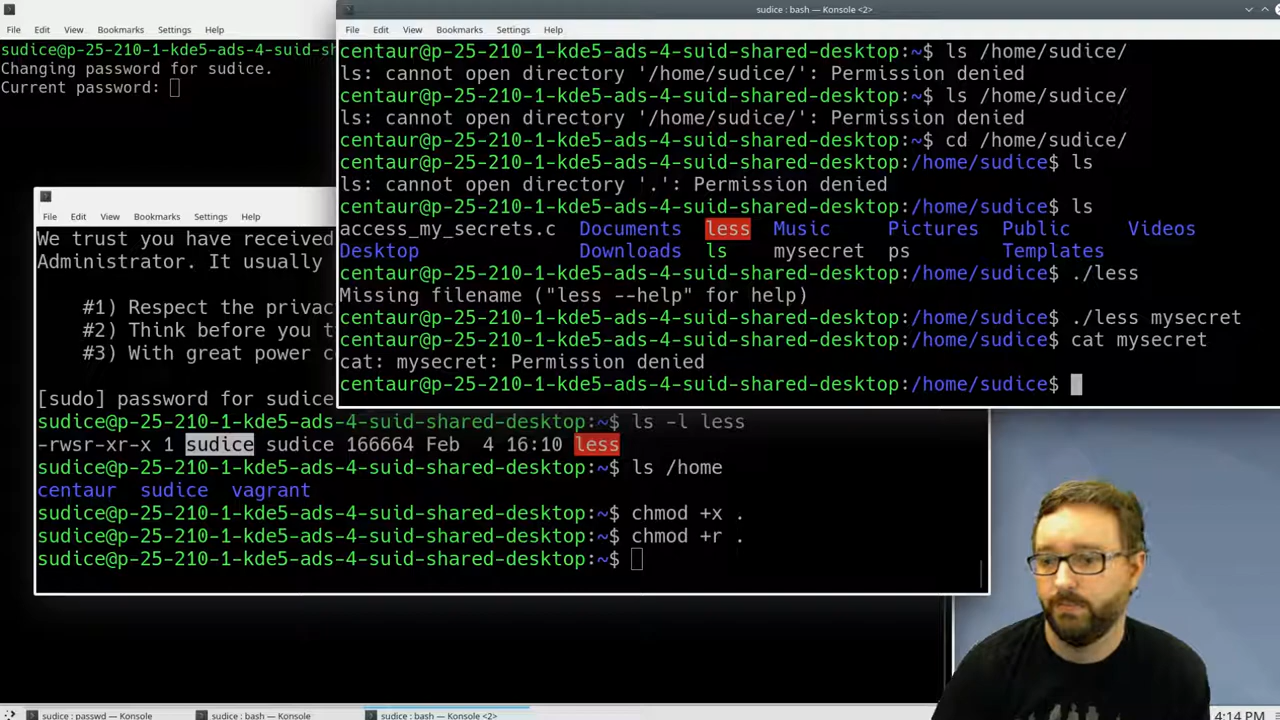 sudice : bash — Konsole <2>
File Edit View Bookmarks Settings Help
File Edit View Bookmarks Settings Help
sudice@p-25-210-1-kde5-ads-4-suid-sh
Changing password for sudice.
Current password:
centaur@p-25-210-1-kde5-ads-4-suid-shared-desktop:~$ ls /home/sudice/
ls: cannot open directory '/home/sudice/': Permission denied
centaur@p-25-210-1-kde5-ads-4-suid-shared-desktop:~$ ls /home/sudice/
ls: cannot open directory '/home/sudice/': Permission denied
centaur@p-25-210-1-kde5-ads-4-suid-shared-desktop:~$ cd /home/sudice/
centaur@p-25-210-1-kde5-ads-4-suid-shared-desktop:/home/sudice$ ls
ls: cannot open directory '.': Permission denied
centaur@p-25-210-1-kde5-ads-4-suid-shared-desktop:/home/sudice$ ls
access_my_secrets.c Documents less Music Pictures Public Videos
Desktop Downloads ls mysecret ps Templates
centaur@p-25-210-1-kde5-ads-4-suid-shared-desktop:/home/sudice$ ./less
Missing filename ("less --help" for help)
centaur@p-25-210-1-kde5-ads-4-suid-shared-desktop:/home/sudice$ ./less mysecret
centaur@p-25-210-1-kde5-ads-4-suid-shared-desktop:/home/sudice$ cat mysecret
cat: mysecret: Permission denied
centaur@p-25-210-1-kde5-ads-4-suid-shared-desktop:/home/sudice$
File Edit View Bookmarks Settings Help
We trust you have received
Administrator. It usually
#1) Respect the privac
#2) Think before you t
#3) With great power c
[sudo] password for sudice
sudice@p-25-210-1-kde5-ads-4-suid-shared-desktop:~$ ls -l less
-rwsr-xr-x 1 sudice sudice 166664 Feb 4 16:10 less
sudice@p-25-210-1-kde5-ads-4-suid-shared-desktop:~$ ls /home
centaur sudice vagrant
sudice@p-25-210-1-kde5-ads-4-suid-shared-desktop:~$ chmod +x .
sudice@p-25-210-1-kde5-ads-4-suid-shared-desktop:~$ chmod +r .
sudice@p-25-210-1-kde5-ads-4-suid-shared-desktop:~$
sudice : passwd — Konsole
sudice : bash — Konsole
sudice : bash — Konsole <2>
4:14 PM